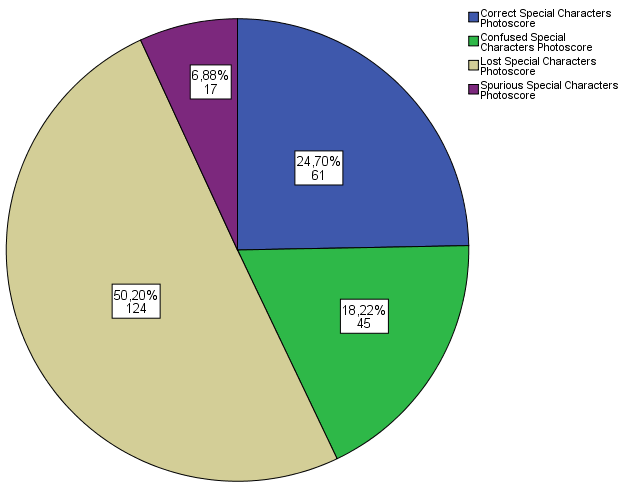 Correct Special Characters
Photoscore
Confused Special
Characters Photoscore
Lost Special Characters
Photoscore
Spurious Special Characters
Photoscore
6,88%
17
24,70%
61
50,20%
124
18,22%
45